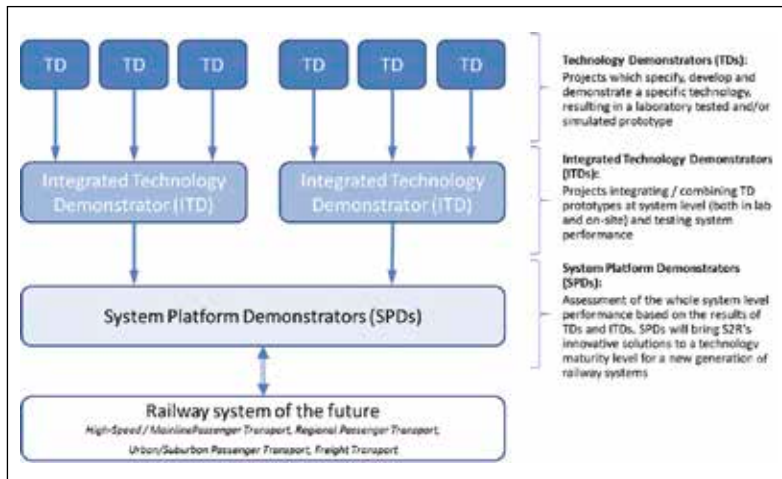 TD TD TD TD TD TD
Integrated Technology Demonstrator (ITD)
Integrated Technology Demonstrator (ITD)
System Platform Demonstrators (SPDs)
Railway system of the future
High-Speed / MainlinePassenger Transport, Regional Passenger Transport,
Urban/Suburban Passenger Transport, Freight Transport
Technology Demonstrators (TDs):
Projects which specify, develop and
demonstrate a specific technology,
resulting in a laboratory tested and/or
simulated prototype
Integrated Technology Demonstrators
(ITDs):
Projects integrating / combining TD
prototypes at system level (both in lab
and on-site) and testing system
performance
System Platform Demonstrators
(SPDs):
Assessment of the whole system level
performance based on the results of
TDs and ITDs. SPDs will bring S2R's
innovative solutions to a technology
maturity level for a new generation of
railway systems